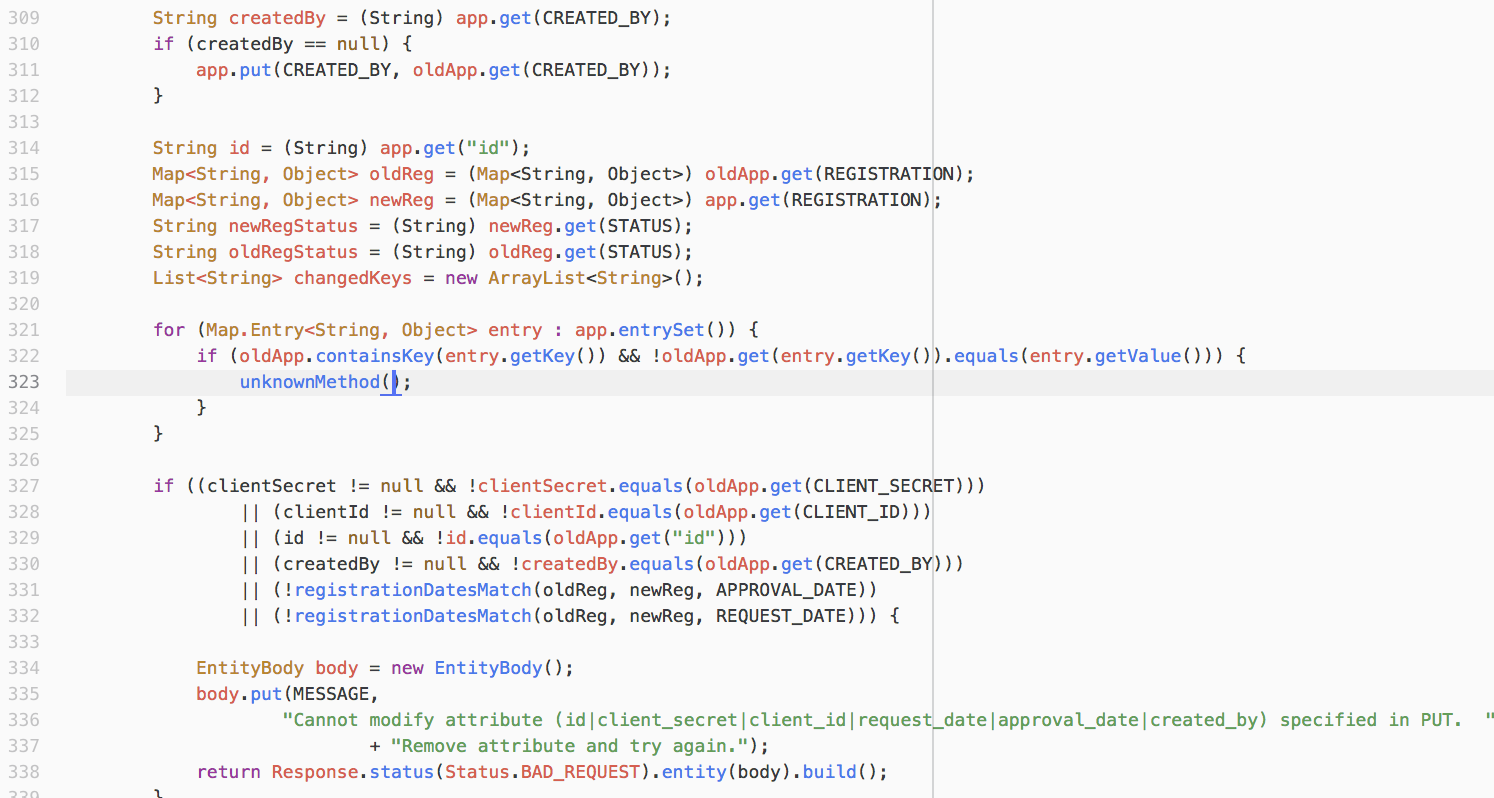 309 String createdBy = (String) app.get(CREATED_BY);
310 if (createdBy == null) {
311 app.put(CREATED_BY, oldApp.get(CREATED_BY));
312 }
313
314 String id = (String) app.get("id");
315 Map<String, Object> oldReg = (Map<String, Object>) oldApp.get(REGISTRATION);
316 Map<String, Object> newReg = (Map<String, Object>) app.get(REGISTRATION);
317 String newRegStatus = (String) newReg.get(STATUS);
318 String oldRegStatus = (String) oldReg.get(STATUS);
319 List<String> changedKeys = new ArrayList<String>();
320
321 for (Map.Entry<String, Object> entry : app.entrySet()) {
322 if (oldApp.containsKey(entry.getKey()) && !oldApp.get(entry.getKey()).equals(entry.getValue())) {
323 unknownMethod();
324 }
325 }
326
327 if ((clientSecret != null && !clientSecret.equals(oldApp.get(CLIENT_SECRET)))
328 || (clientId != null && !clientId.equals(oldApp.get(CLIENT_ID)))
329 || (id != null && !id.equals(oldApp.get("id")))
330 || (createdBy != null && !createdBy.equals(oldApp.get(CREATED_BY)))
331 || (!registrationDatesMatch(oldReg, newReg, APPROVAL_DATE))
332 || (!registrationDatesMatch(oldReg, newReg, REQUEST_DATE))) {
333
334 EntityBody body = new EntityBody();
335 body.put(MESSAGE,
336 "Cannot modify attribute (id|client_secret|client_id|request_date|approval_date|created_by) specified in PUT. "
337 + "Remove attribute and try again.");
338 return Response.status(Status.BAD_REQUEST).entity(body).build();
339 }